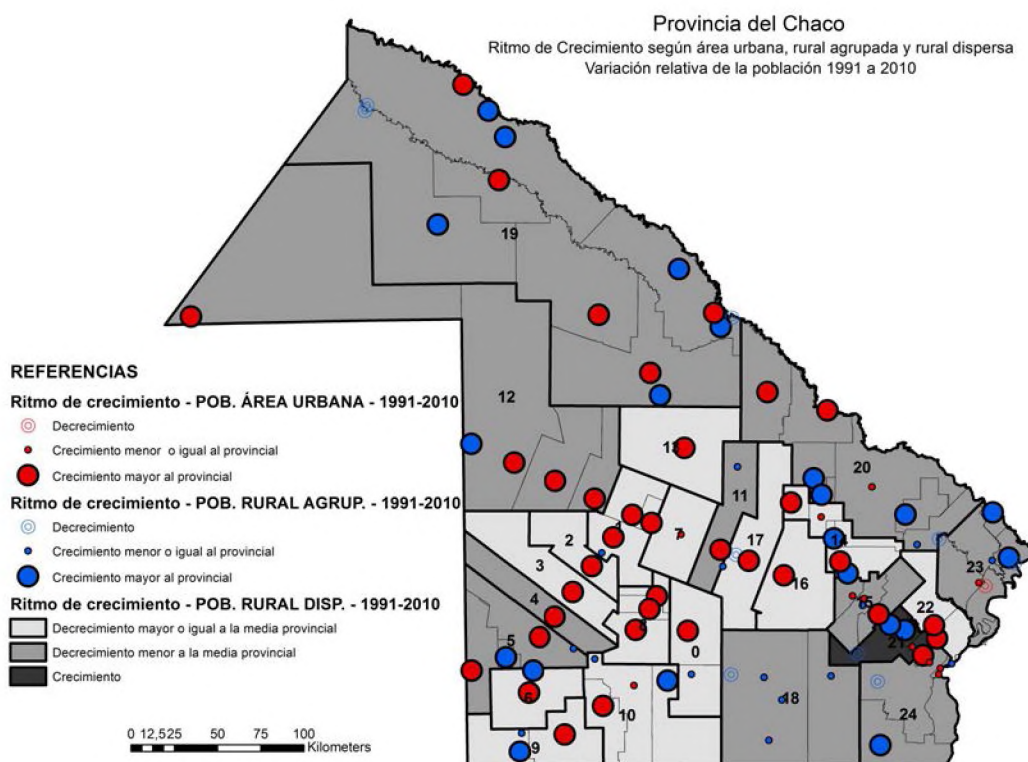 Provincia del Chaco
Ritmo de Crecimiento según área urbana, rural agrupada y rural dispersa
Variación relativa de la población 1991 a 2010
19
12
13
11
20
1
7
2
17
14
3
16
23
4
15
22
8
5
0
21
6
18
10
24
9
REFERENCIAS
Ritmo de crecimiento - POB. ÁREA URBANA - 1991-2010
Decrecimiento
Crecimiento menor o igual al provincial
Crecimiento mayor al provincial
Ritmo de crecimiento - POB. RURAL AGRUP. - 1991-2010
Decrecimiento
Crecimiento menor o igual al provincial
Crecimiento mayor al provincial
Ritmo de crecimiento - POB. RURAL DISP. - 1991-2010
Decrecimiento mayor o igual a la media provincial
Decrecimiento menor a la media provincial
Crecimiento
0 12,525 50 75 100
Kilometers